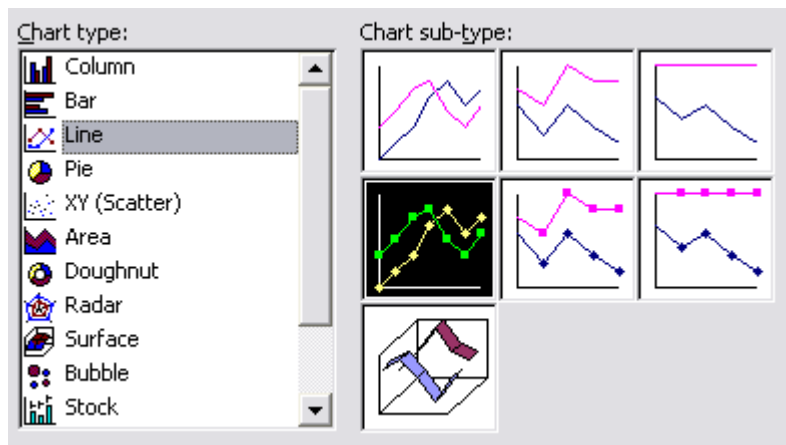 Chart type:
Column
Bar
Line
Pie
XY (Scatter)
Area
Doughnut
Radar
Surface
Bubble
Stock
Chart sub-type: